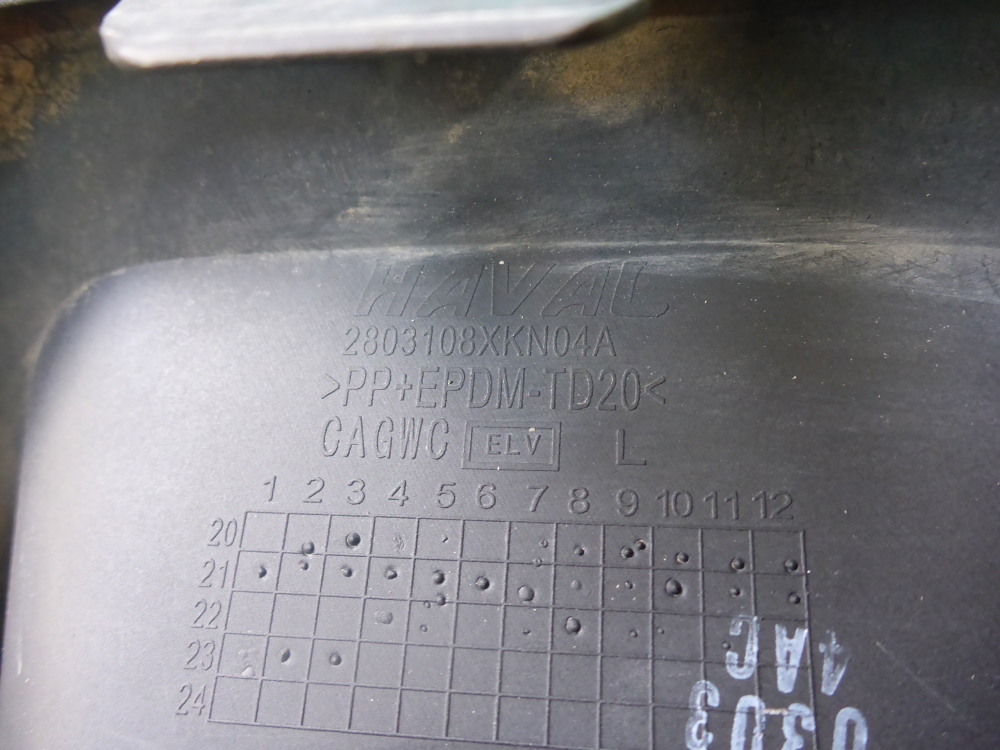 HAVAL
2803108XKN04A
>PP+EPDM-TD20<
CAGWC ELV L
1 2 3 4 5 6 7 8 9 10 11 12
20
21
22
23
24